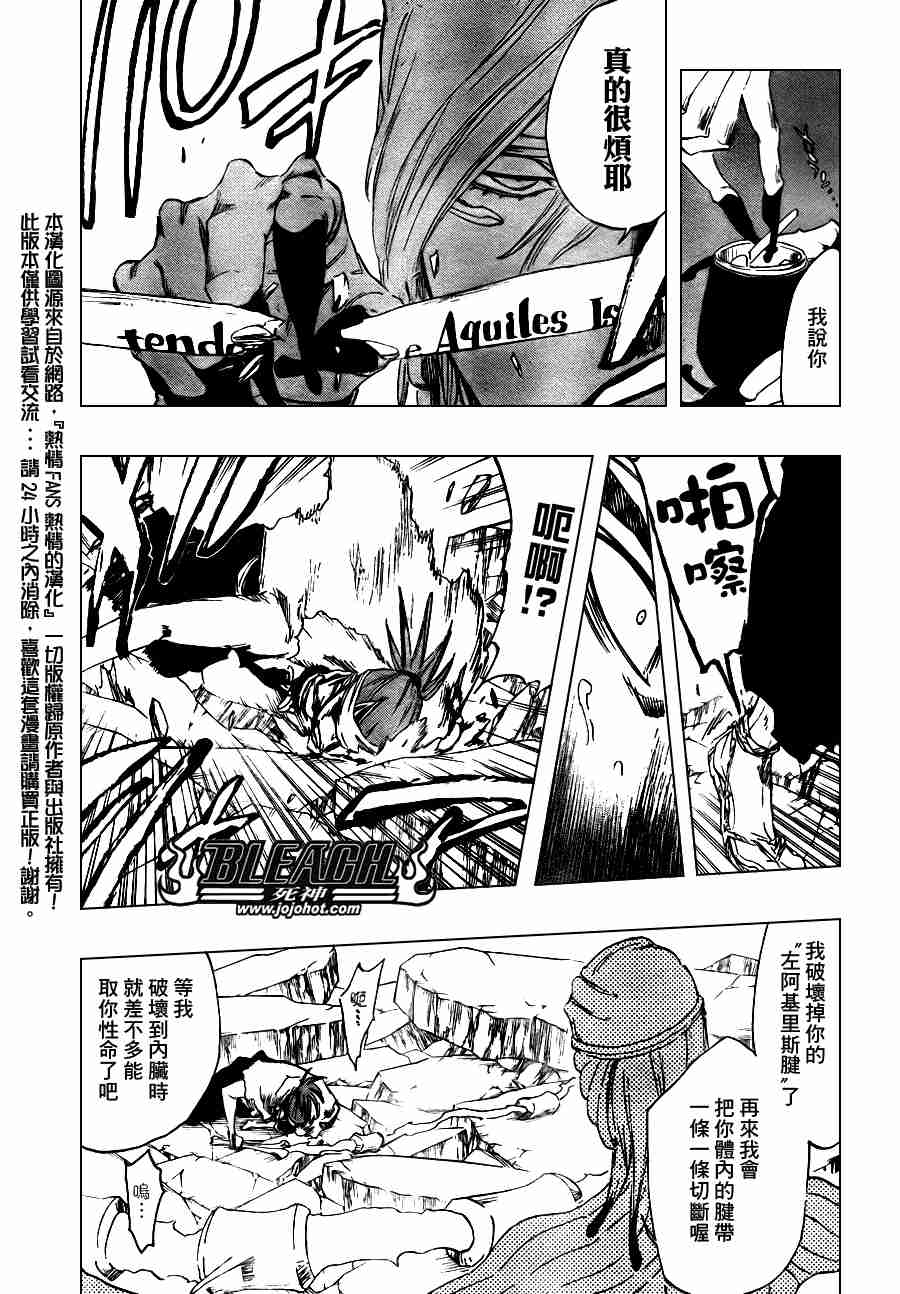 我說你
真的很煩耶
tendo
e Aquiles Is
啪嚓
呃啊!?
BLEACH
死神
www.jojohot.com
我破壞掉你的
"左阿基里斯腱"了
再來我會
把你體內的腱帶
一條一條切斷喔
呃…
等我
破壞到內臟時
就差不多能
取你性命了吧
嗚…
本漢化圖源來自於網路,『熱情FANS熱情的漢化』一切版權歸原作者與出版社擁有!
此版本僅供學習試看交流…請24小時之內消除,喜歡這套漫畫請購買正版!謝謝。